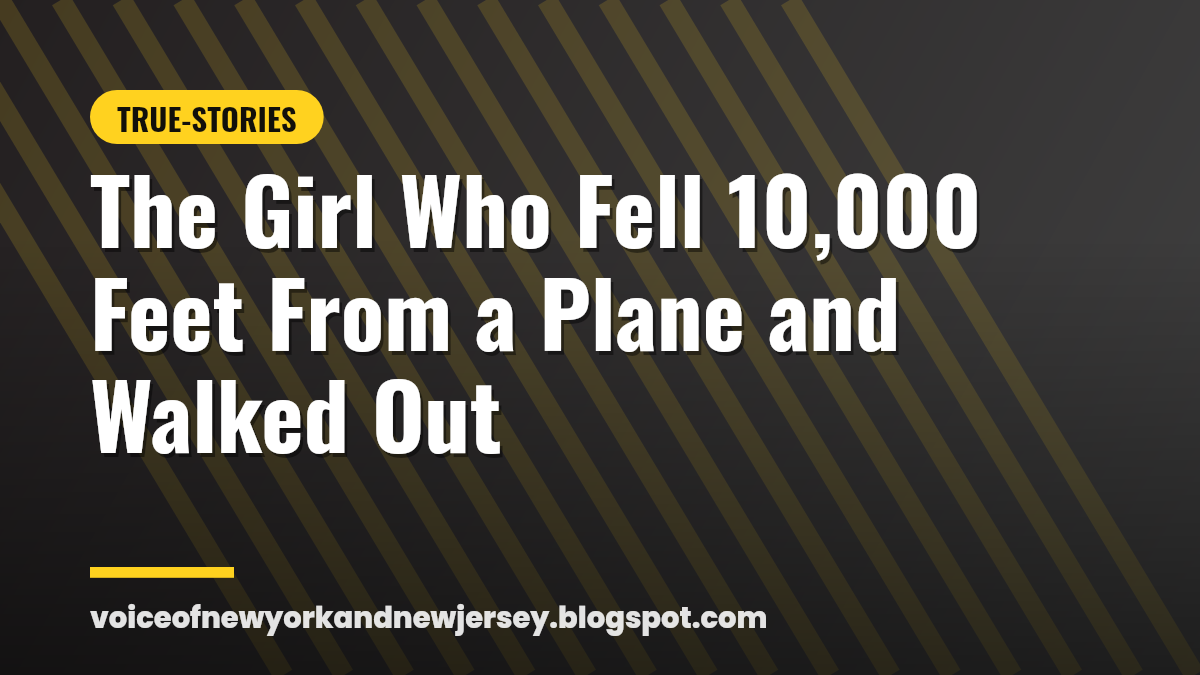 TRUE-STORIES
The Girl Who Fell 10,000
Feet From a Plane and
Walked Out
voiceofnewyorkandnewjersey.blogspot.com